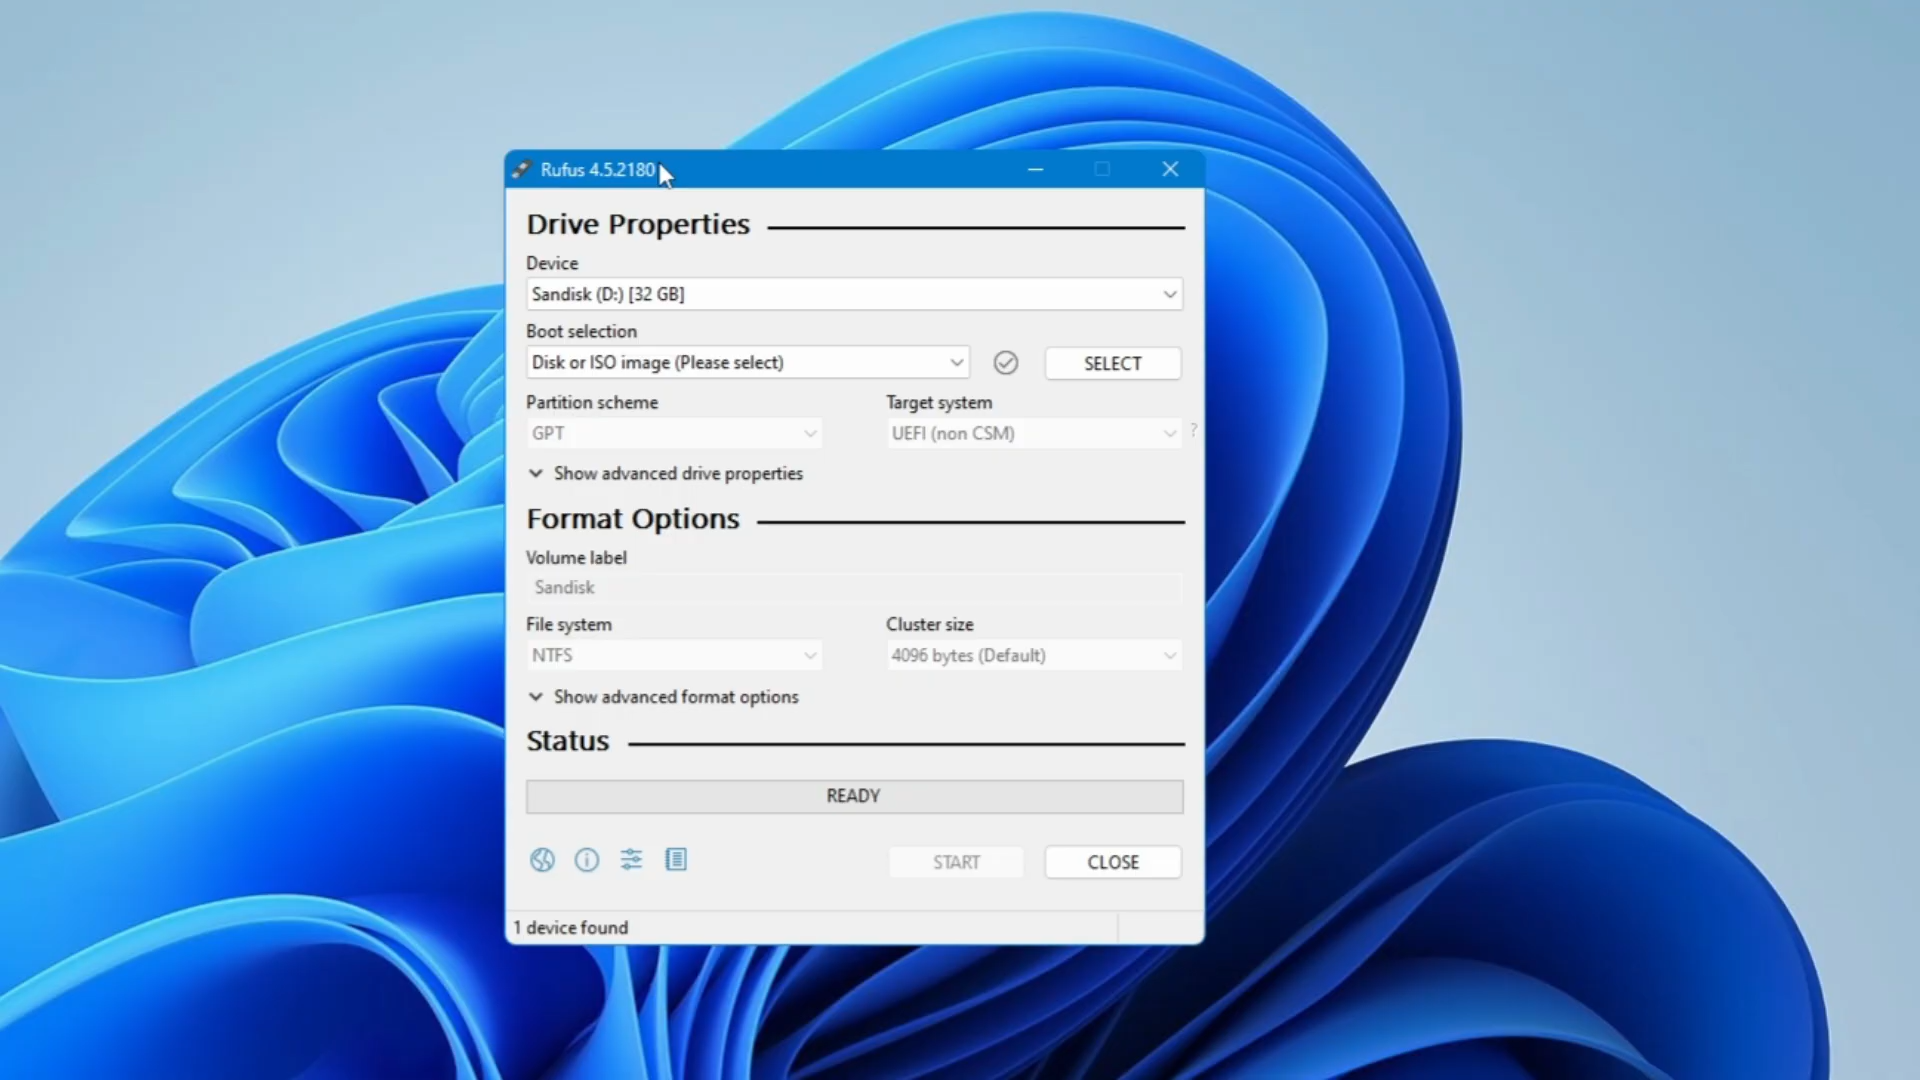 Rufus 4.5.2180
Drive Properties
Device
Sandisk (D:) [32 GB]
Boot selection
Disk or ISO image (Please select)
SELECT
Partition scheme
Target system
GPT
UEFI (non CSM)
?
Show advanced drive properties
Format Options
Volume label
Sandisk
File system
Cluster size
NTFS
4096 bytes (Default)
Show advanced format options
Status
READY
START
CLOSE
1 device found